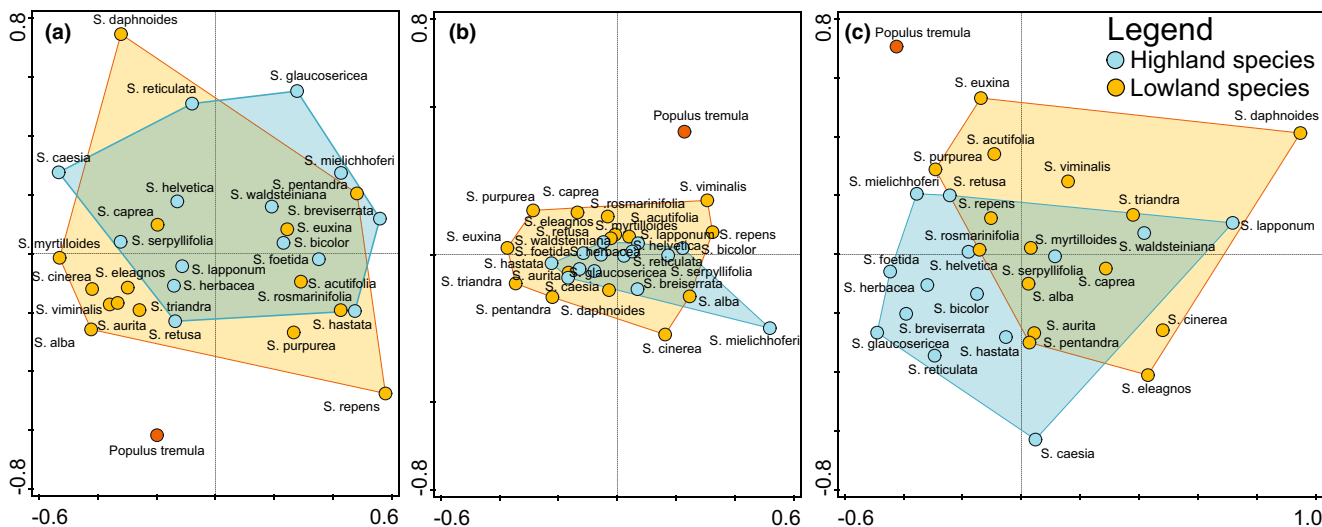 (a)
0.8
S. daphnoides
S. glaucosericea
S. reticulata
S. caesia
S. mielichhoferi
S. helvetica
S. pentandra
S. waldsteiniana
S. caprea
S. breviserrata
S. euxina
S. myrtilloides
S. serpyllifolia
S. bicolor
S. lapponum
S. foetida
S. cinerea
S. eleagnos
S. herbacea
S. acutifolia
S. rosmarinifolia
S. viminalis
S. triandra
S. aurita
S. retusa
S. hastata
S. alba
S. purpurea
S. repens
Populus tremula
-0.8
-0.6
0.6
(b)
0.8
Populus tremula
S. purpurea
S. caprea
S. viminalis
S. rosmarinifolia
S. eleagnos
S. acutifolia
S. retusa
S. myrtilloides
S. repens
S. euxina
S. waldsteiniana
S. lapponum
S. foetida
S. herbacea
S. helvetica
S. bicolor
S. hastata
S. reticulata
S. aurita
S. glaucosericea
S. serpyllifolia
S. triandra
S. caesia
S. breiserrata
S. pentandra
S. daphnoides
S. alba
S. mielichhoferi
S. cinerea
-0.8
-0.6
0.6
(c)
0.8
Legend
Highland species
Lowland species
Populus tremula
S. euxina
S. daphnoides
S. acutifolia
S. purpurea
S. viminalis
S. mielichhoferi
S. retusa
S. repens
S. triandra
S. lapponum
S. rosmarinifolia
S. myrtilloides
S. waldsteiniana
S. foetida
S. helvetica
S. serpyllifolia
S. herbacea
S. caprea
S. alba
S. bicolor
S. breviserrata
S. aurita
S. cinerea
S. glaucosericea
S. hastata
S. pentandra
S. reticulata
S. eleagnos
S. caesia
-0.8
-0.6
1.0